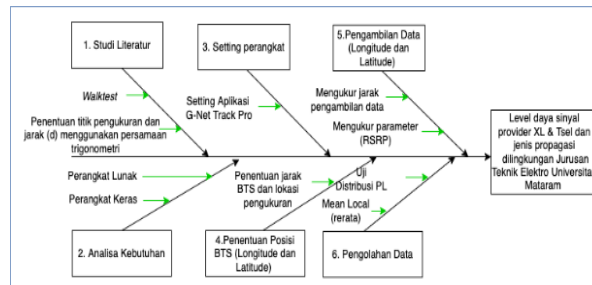 1. Studi Literatur
3. Setting perangkat
5.Pengambilan Data
(Longitude dan
Latitude)
Walktest
Penentuan titik pengukuran dan
jarak (d) menggunakan persamaan
trigonometri
Setting Aplikasi
G-Net Track Pro
Mengukur jarak
pengambilan data
Mengukur parameter
(RSRP)
Level daya sinyal
provider XL & Tsel dan
jenis propagasi
dilingkungan Jurusan
Teknik Elektro Universita
Mataram
Perangkat Lunak
Perangkat Keras
Penentuan jarak
BTS dan lokasi
pengukuran
Uji
Distribusi PL
Mean Local
(rerata)
2. Analisa Kebutuhan
4.Penentuan Posisi
BTS (Longitude dan
Latitude)
6. Pengolahan Data